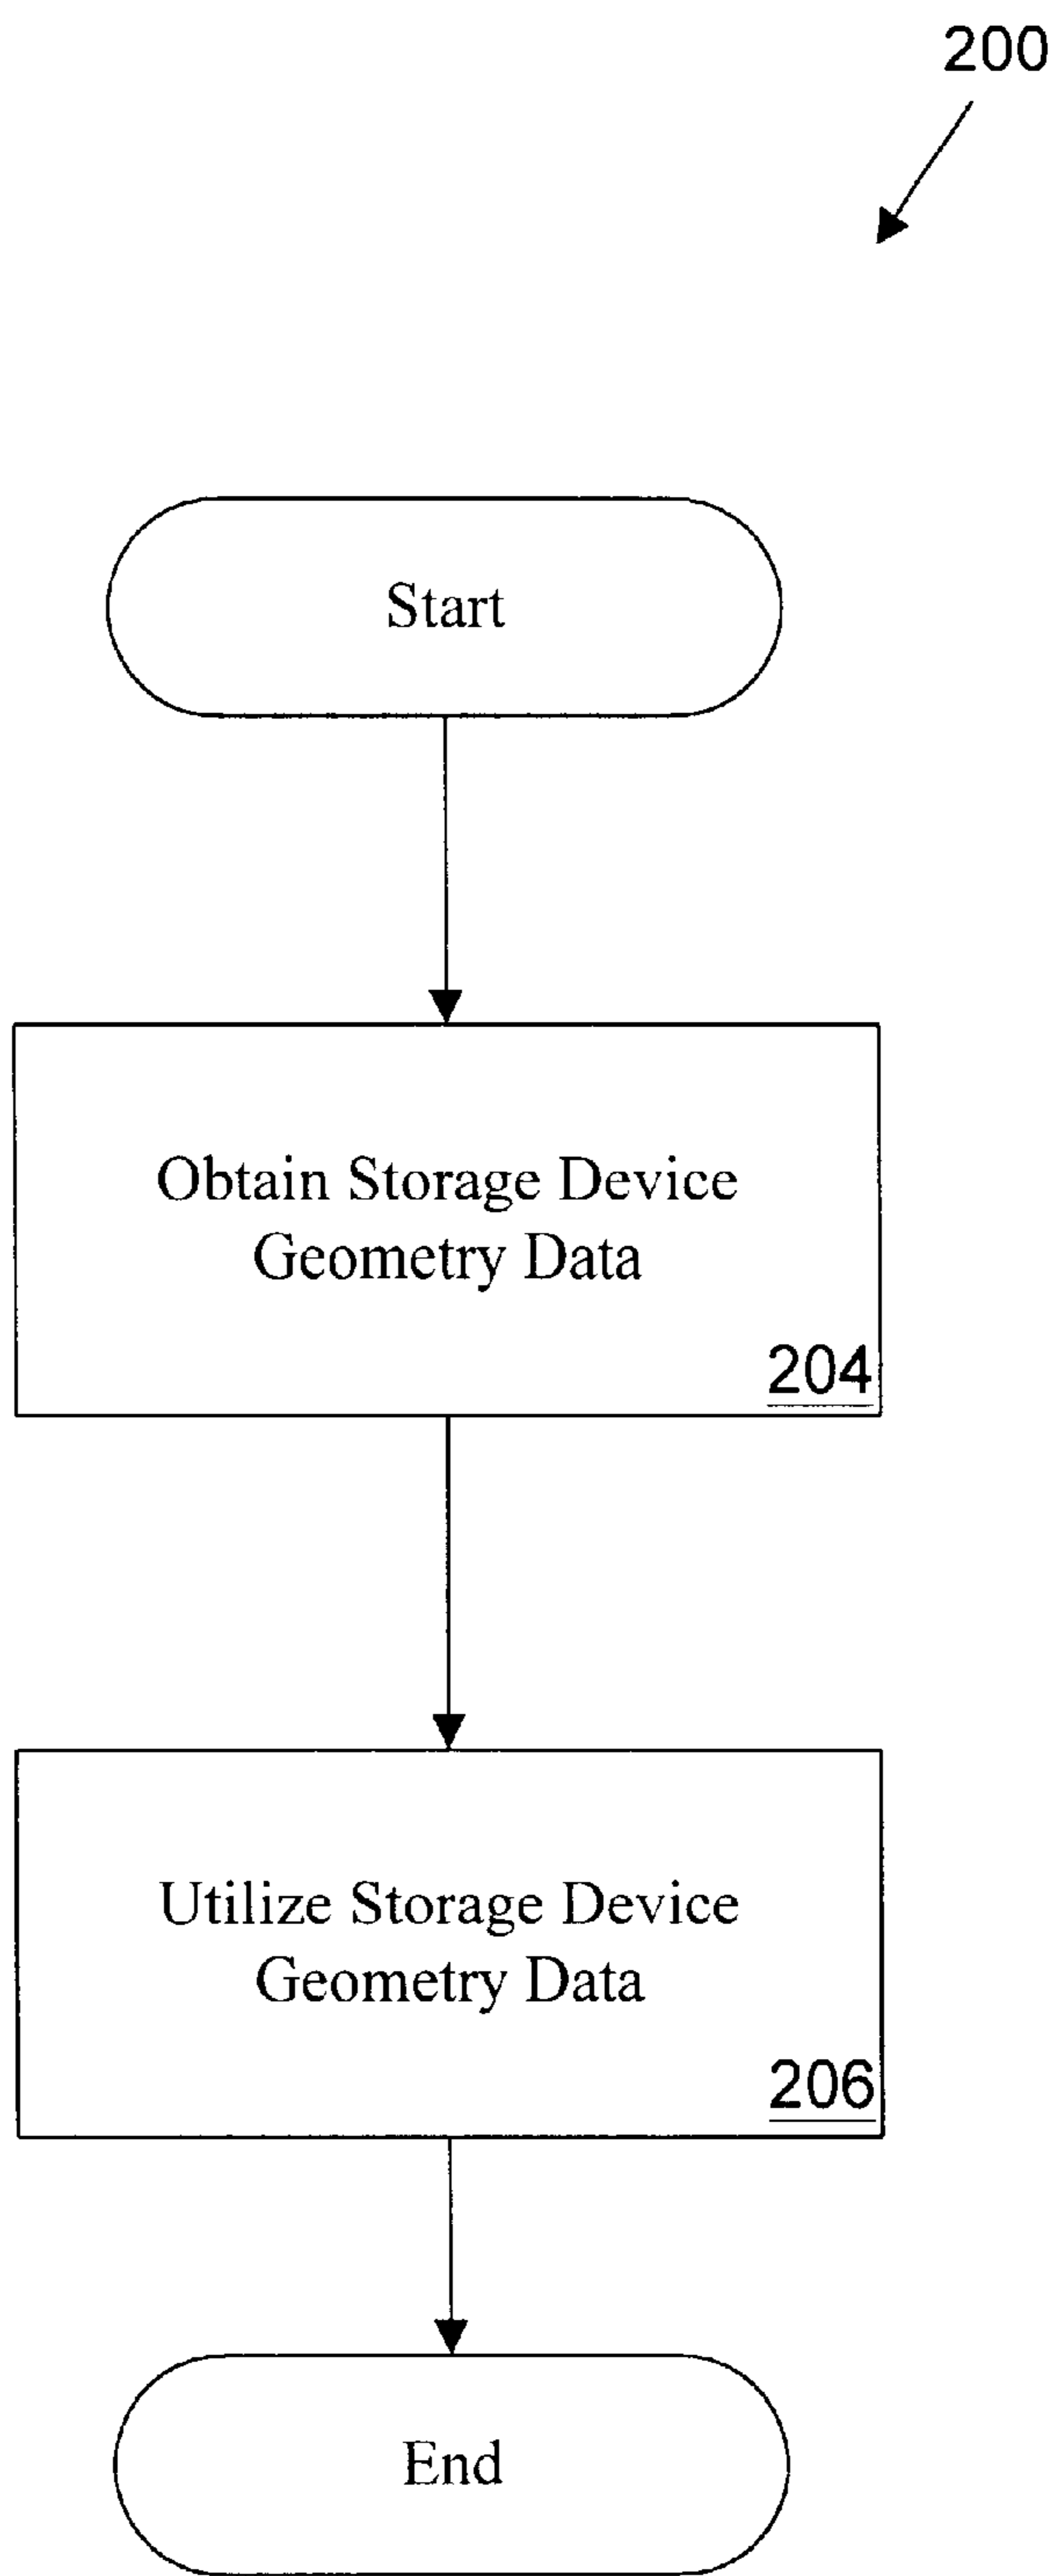 200
Start
Obtain Storage Device
Geometry Data
204
Utilize Storage Device
Geometry Data
206
End